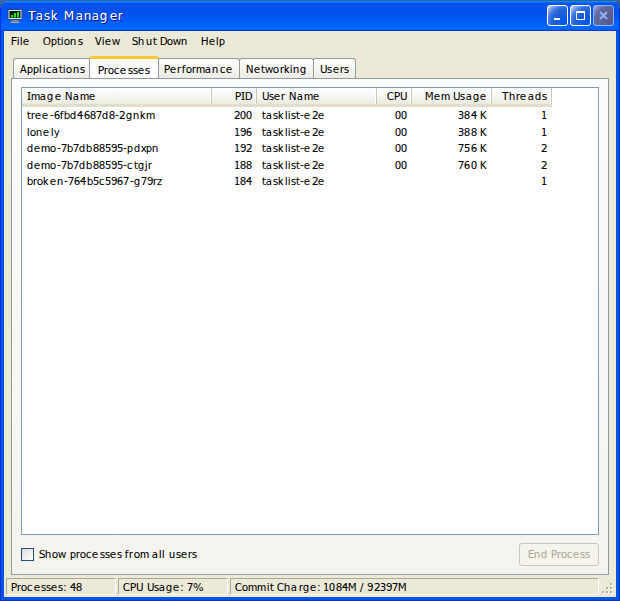 Task Manager
File Options View Shut Down Help
Applications Processes Performance Networking Users
Image Name PID User Name CPU Mem Usage Threads
tree-6fbd4687d8-2gnkm 200 tasklist-e2e 00 384 K 1
lonely 196 tasklist-e2e 00 388 K 1
demo-7b7db88595-pdxpn 192 tasklist-e2e 00 756 K 2
demo-7b7db88595-ctgjr 188 tasklist-e2e 00 760 K 2
broken-764b5c5967-g79rz 184 tasklist-e2e 1
Show processes from all users End Process
Processes: 48 CPU Usage: 7% Commit Charge: 1084M / 92397M